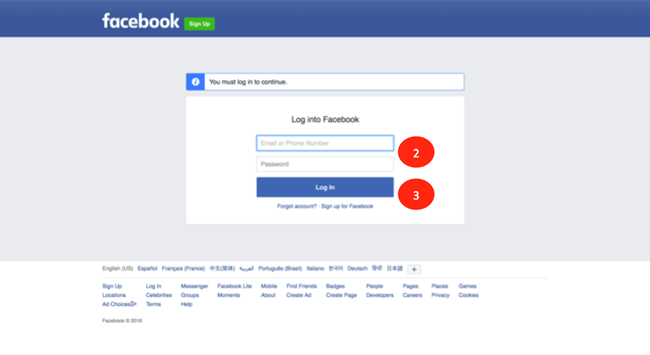 facebook Sign Up
You must log in to continue.
Log into Facebook
Email or Phone Number
2
Password
Log In
3
Forgot account? · Sign up for Facebook
English (US) Español Français (France) 中文(简体) العربية Português (Brasil) Italiano 한국어 Deutsch हिन्दी 日本語 +
Sign Up Log In Messenger Facebook Lite Mobile Find Friends Badges People Pages Places Games
Locations Celebrities Groups Moments About Create Ad Create Page Developers Careers Privacy Cookies
Ad Choices Terms Help
Facebook © 2016